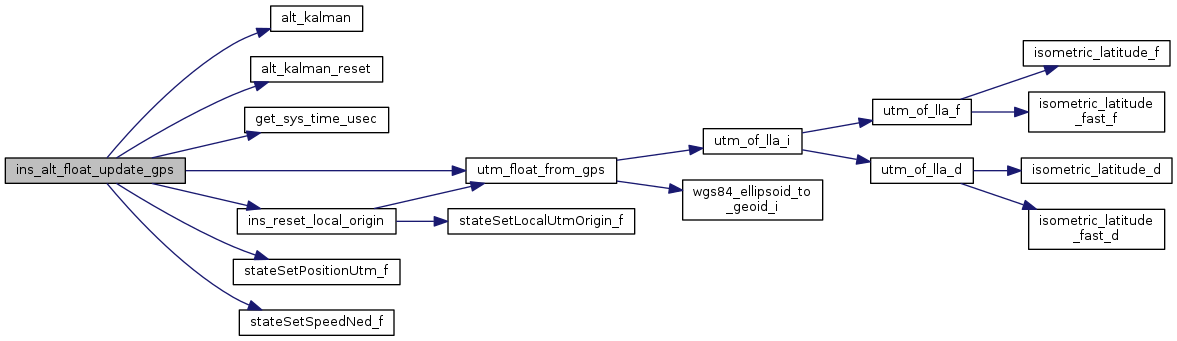 alt_kalman
alt_kalman_reset
get_sys_time_usec
ins_alt_float_update_gps
utm_float_from_gps
ins_reset_local_origin
stateSetLocalUtmOrigin_f
stateSetPositionUtm_f
stateSetSpeedNed_f
utm_of_lla_i
wgs84_ellipsoid_to
_geoid_i
utm_of_lla_f
utm_of_lla_d
isometric_latitude_f
isometric_latitude
_fast_f
isometric_latitude_d
isometric_latitude
_fast_d